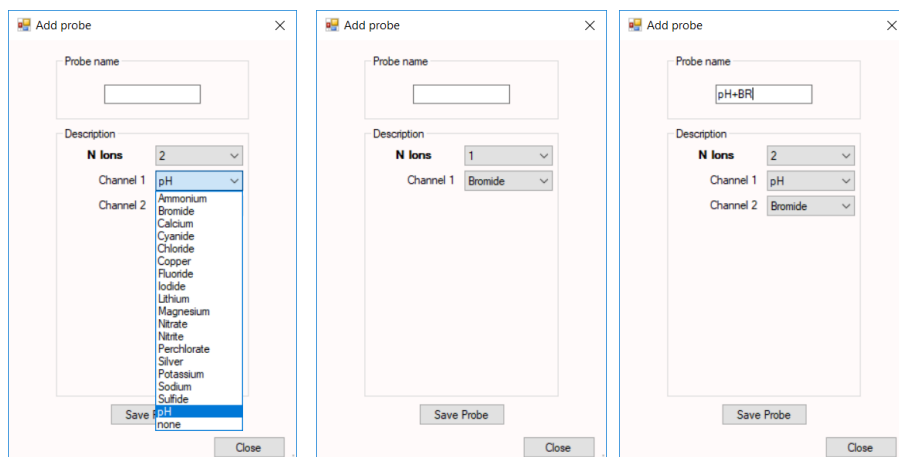 Add probe
Probe name
Description
N Ions 2
Channel 1 pH
Channel 2
Ammonium
Bromide
Calcium
Cyanide
Chloride
Copper
Fluoride
Iodide
Lithium
Magnesium
Nitrate
Nitrite
Perchlorate
Silver
Potassium
Sodium
Sulfide
pH
none
Save
Close
Add probe
Probe name
Description
N Ions 1
Channel 1 Bromide
Save Probe
Close
Add probe
Probe name
pH+BR
Description
N Ions 2
Channel 1 pH
Channel 2 Bromide
Save Probe
Close